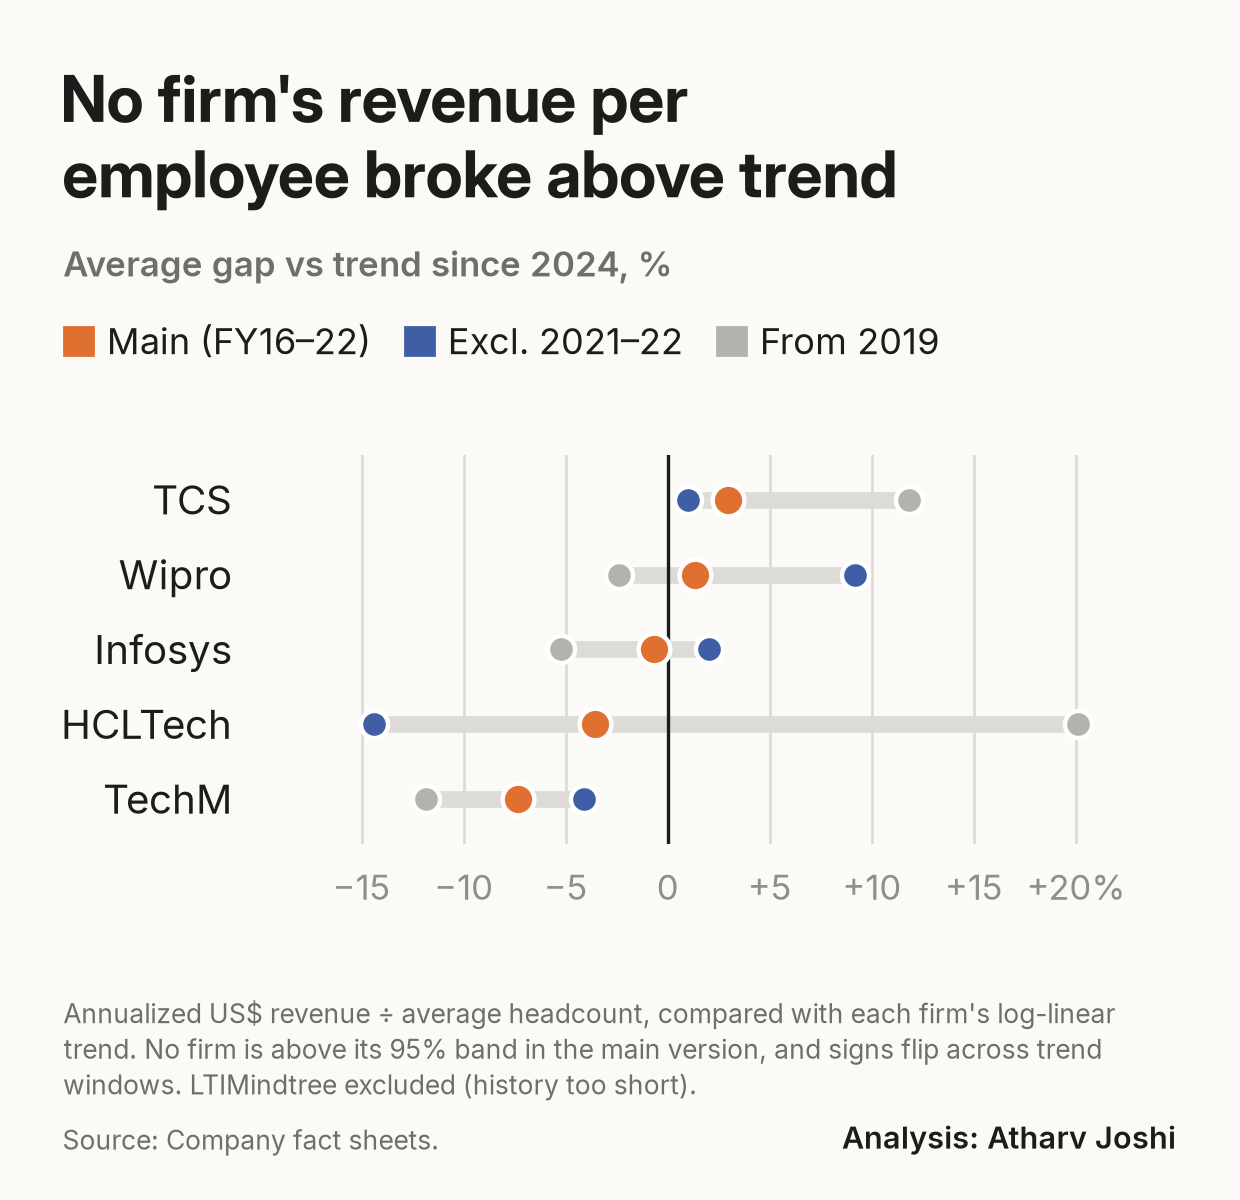 No firm's revenue per
employee broke above trend
Average gap vs trend since 2024, %
Main (FY16–22) Excl. 2021–22 From 2019
TCS
Wipro
Infosys
HCLTech
TechM
−15 −10 −5 0 +5 +10 +15 +20%
Annualized US$ revenue ÷ average headcount, compared with each firm's log-linear
trend. No firm is above its 95% band in the main version, and signs flip across trend
windows. LTIMindtree excluded (history too short).
Source: Company fact sheets. Analysis: Atharv Joshi